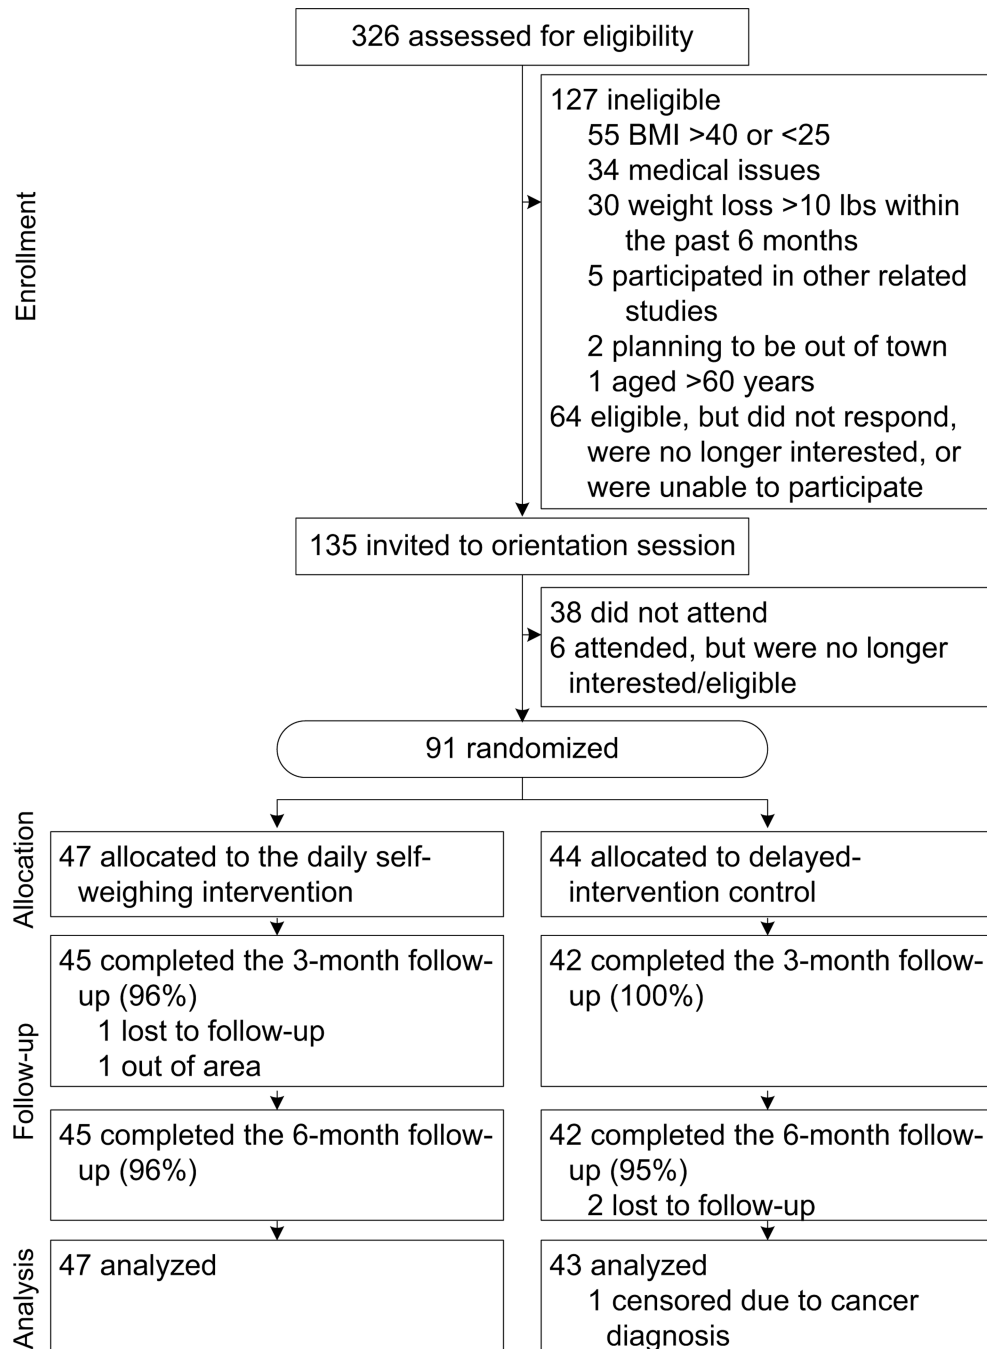 326 assessed for eligibility
127 ineligible
55 BMI >40 or <25
34 medical issues
30 weight loss >10 lbs within
the past 6 months
5 participated in other related
studies
2 planning to be out of town
1 aged >60 years
64 eligible, but did not respond,
were no longer interested, or
were unable to participate
Enrollment
135 invited to orientation session
38 did not attend
6 attended, but were no longer
interested/eligible
91 randomized
Allocation
47 allocated to the daily self-
weighing intervention
44 allocated to delayed-
intervention control
Follow-up
45 completed the 3-month follow-
up (96%)
1 lost to follow-up
1 out of area
42 completed the 3-month follow-
up (100%)
45 completed the 6-month follow-
up (96%)
42 completed the 6-month follow-
up (95%)
2 lost to follow-up
Analysis
47 analyzed
43 analyzed
1 censored due to cancer
diagnosis